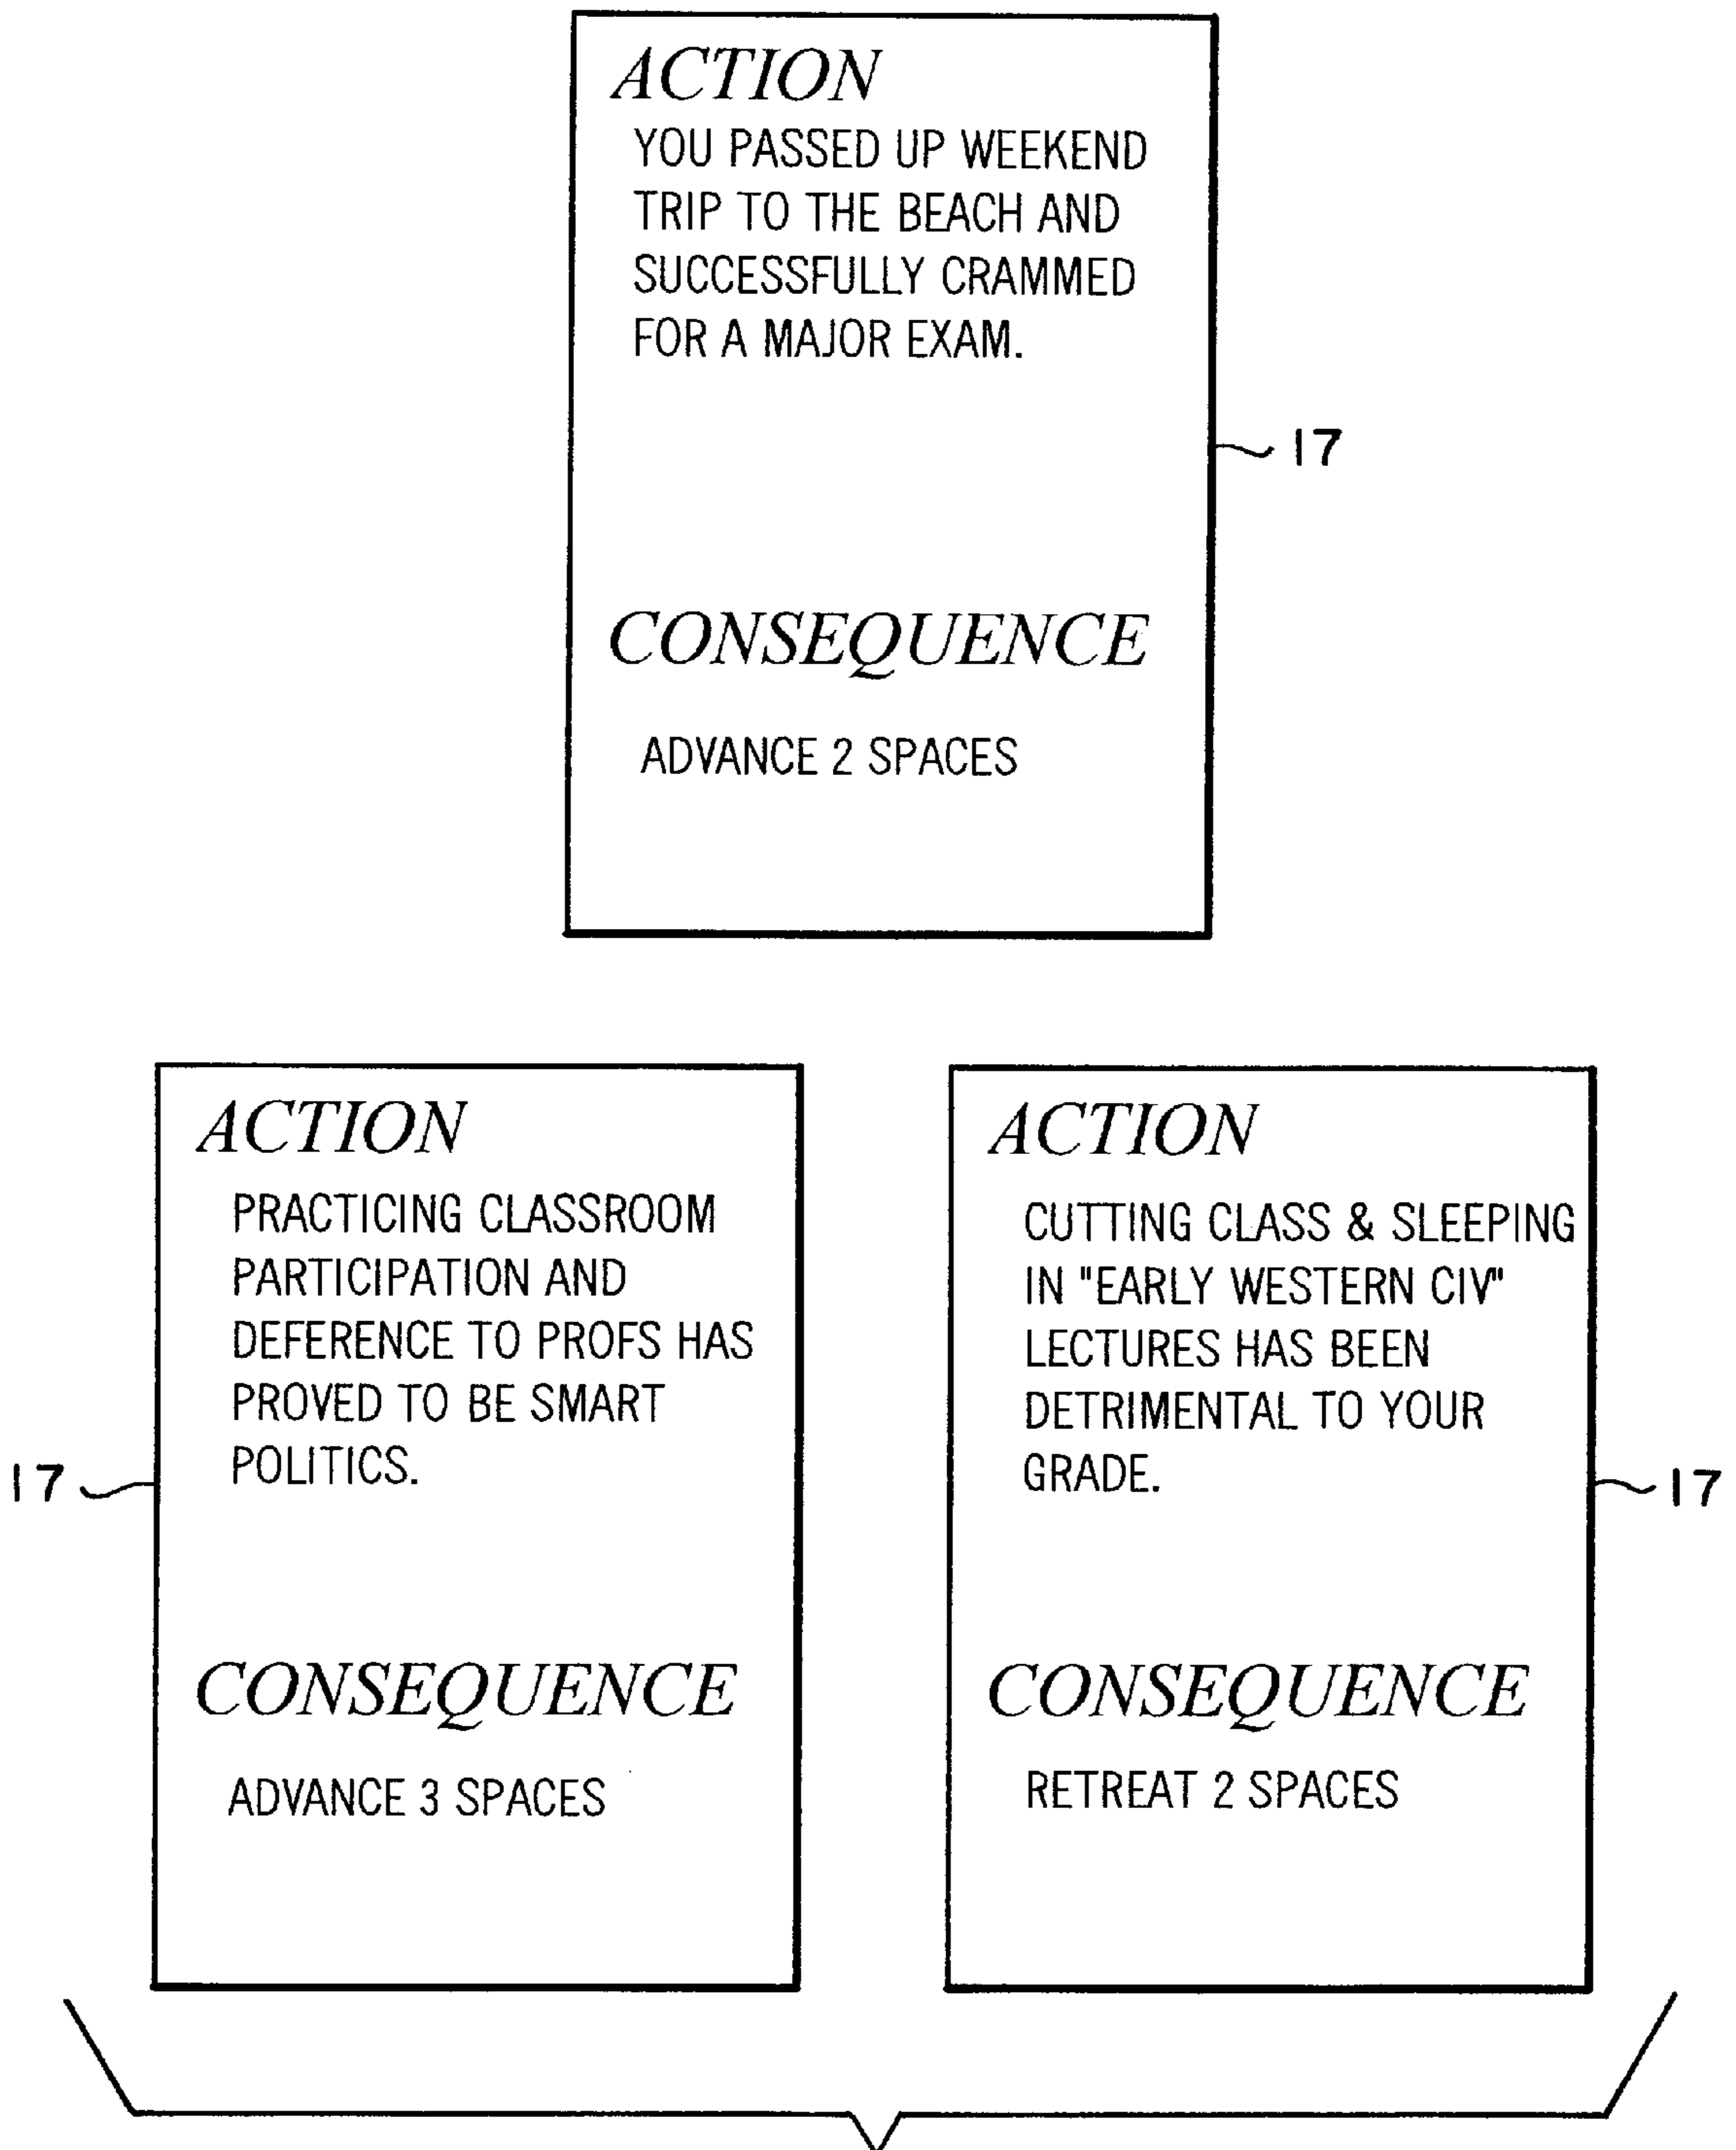 ACTION
YOU PASSED UP WEEKEND
TRIP TO THE BEACH AND
SUCCESSFULLY CRAMMED
FOR A MAJOR EXAM.
17
CONSEQUENCE
ADVANCE 2 SPACES
ACTION
PRACTICING CLASSROOM
PARTICIPATION AND
DEFERENCE TO PROFS HAS
PROVED TO BE SMART
POLITICS.
17
CONSEQUENCE
ADVANCE 3 SPACES
ACTION
CUTTING CLASS & SLEEPING
IN "EARLY WESTERN CIV"
LECTURES HAS BEEN
DETRIMENTAL TO YOUR
GRADE.
17
CONSEQUENCE
RETREAT 2 SPACES